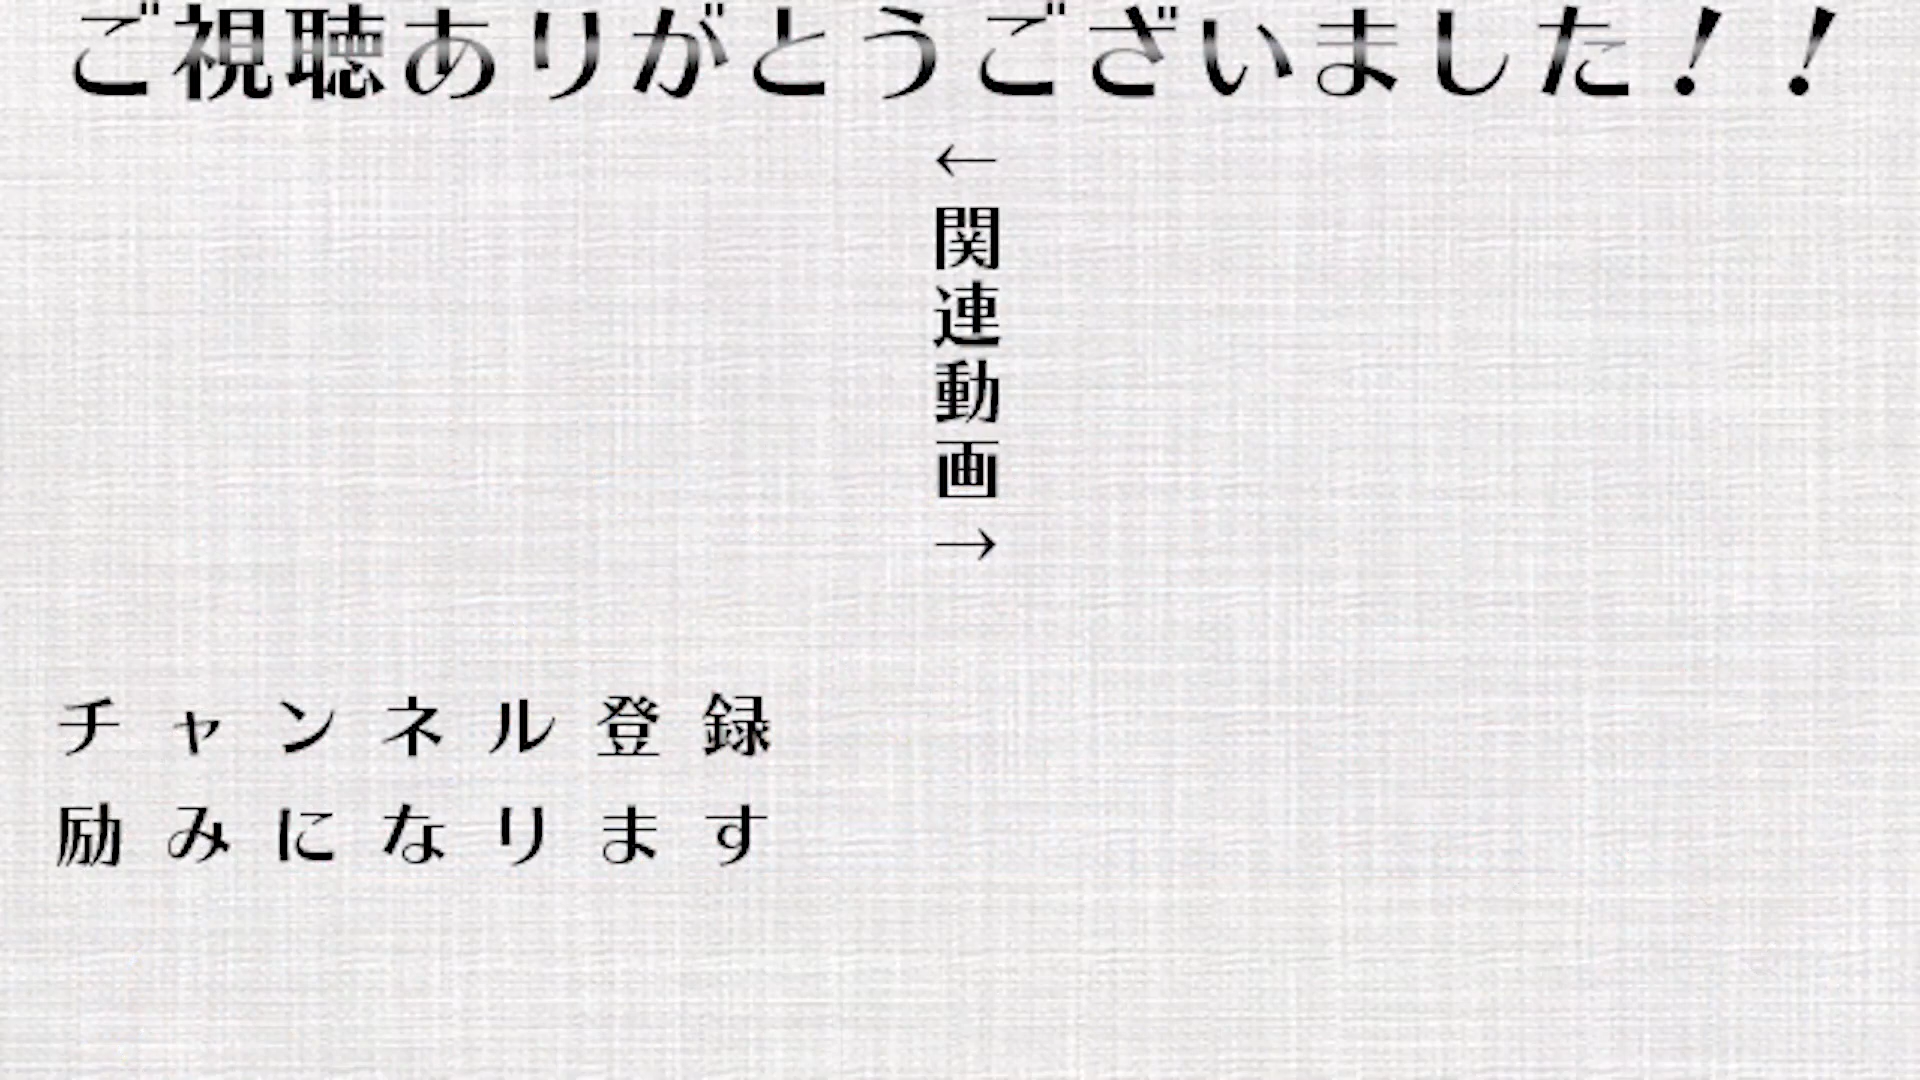 ご視聴ありがとうございました！！
←関連動画→
チャンネル登録
励みになります